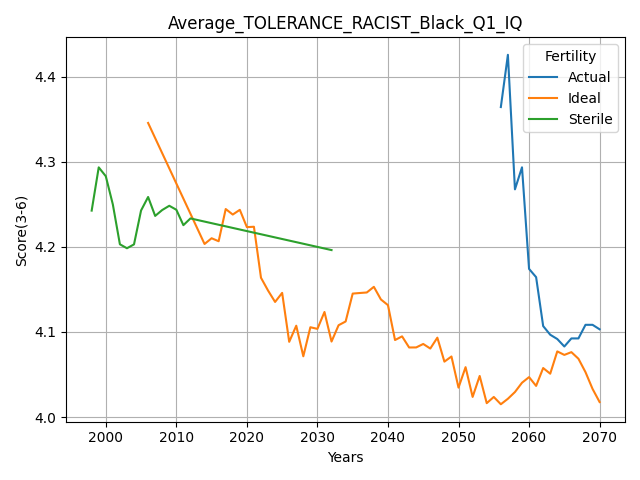 Average_TOLERANCE_RACIST_Black_Q1_IQ
Fertility
Actual
Ideal
Sterile
Score(3-6)
4.4
4.3
4.2
4.1
4.0
2000 2010 2020 2030 2040 2050 2060 2070
Years